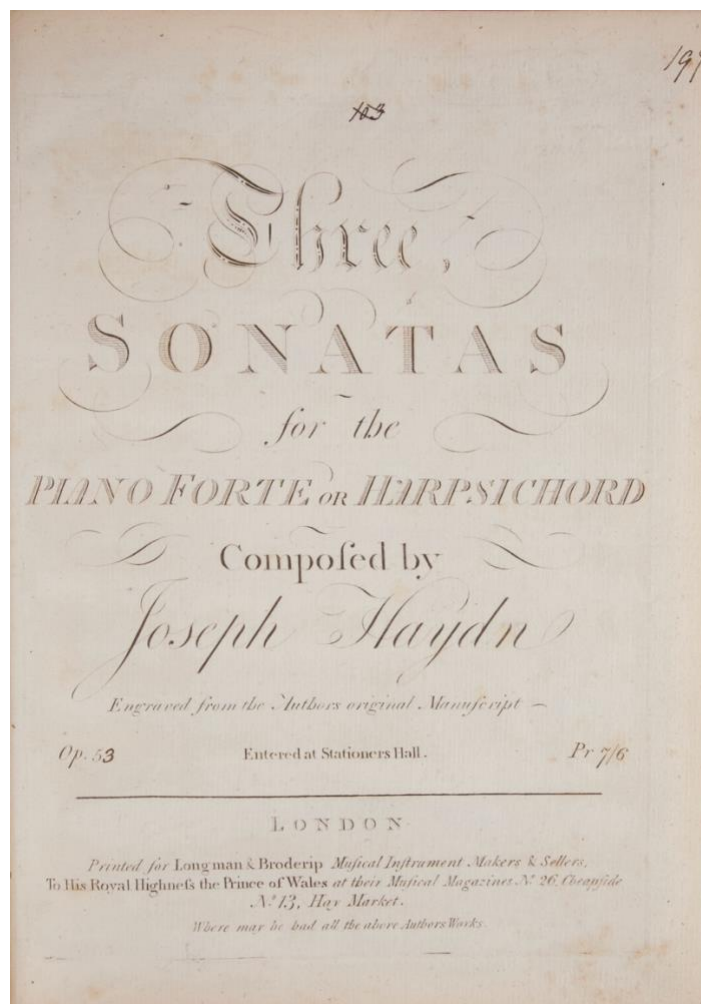 103
Three,
SONATAS
for the
PIANO FORTE OR HARPSICHORD
Compoſed by
Joseph Haydn
Engraved from the Authors original Manuſcript
Op. 53 Entered at Stationers Hall. Pr 7/6
LONDON
Printed for Longman & Broderip Muſical Inſtrument Makers & Sellers,
To His Royal Highneſs the Prince of Wales at their Muſical Magazines No. 26, Cheapſide
No. 13, Hay Market.
Where may be had all the above Authors Works